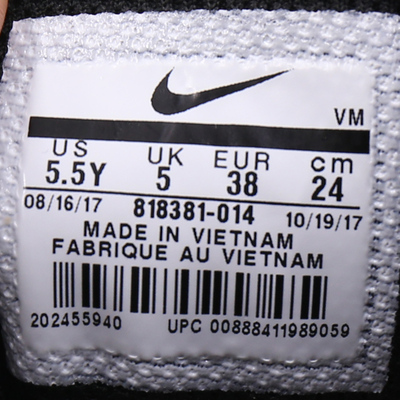 VM
US UK EUR cm
5.5Y 5 38 24
08/16/17 818381-014 10/19/17
MADE IN VIETNAM
FABRIQUE AU VIETNAM
202455940 UPC 00888411989059